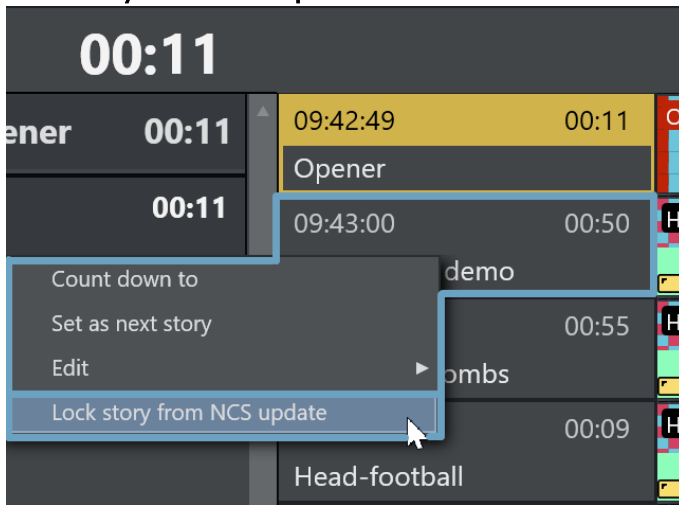 00:11
ener 00:11
00:11
09:42:49 00:11
Opener
09:43:00 00:50
demo
00:55
ombs
00:09
Head-football
Count down to
Set as next story
Edit
Lock story from NCS update
H
H
H